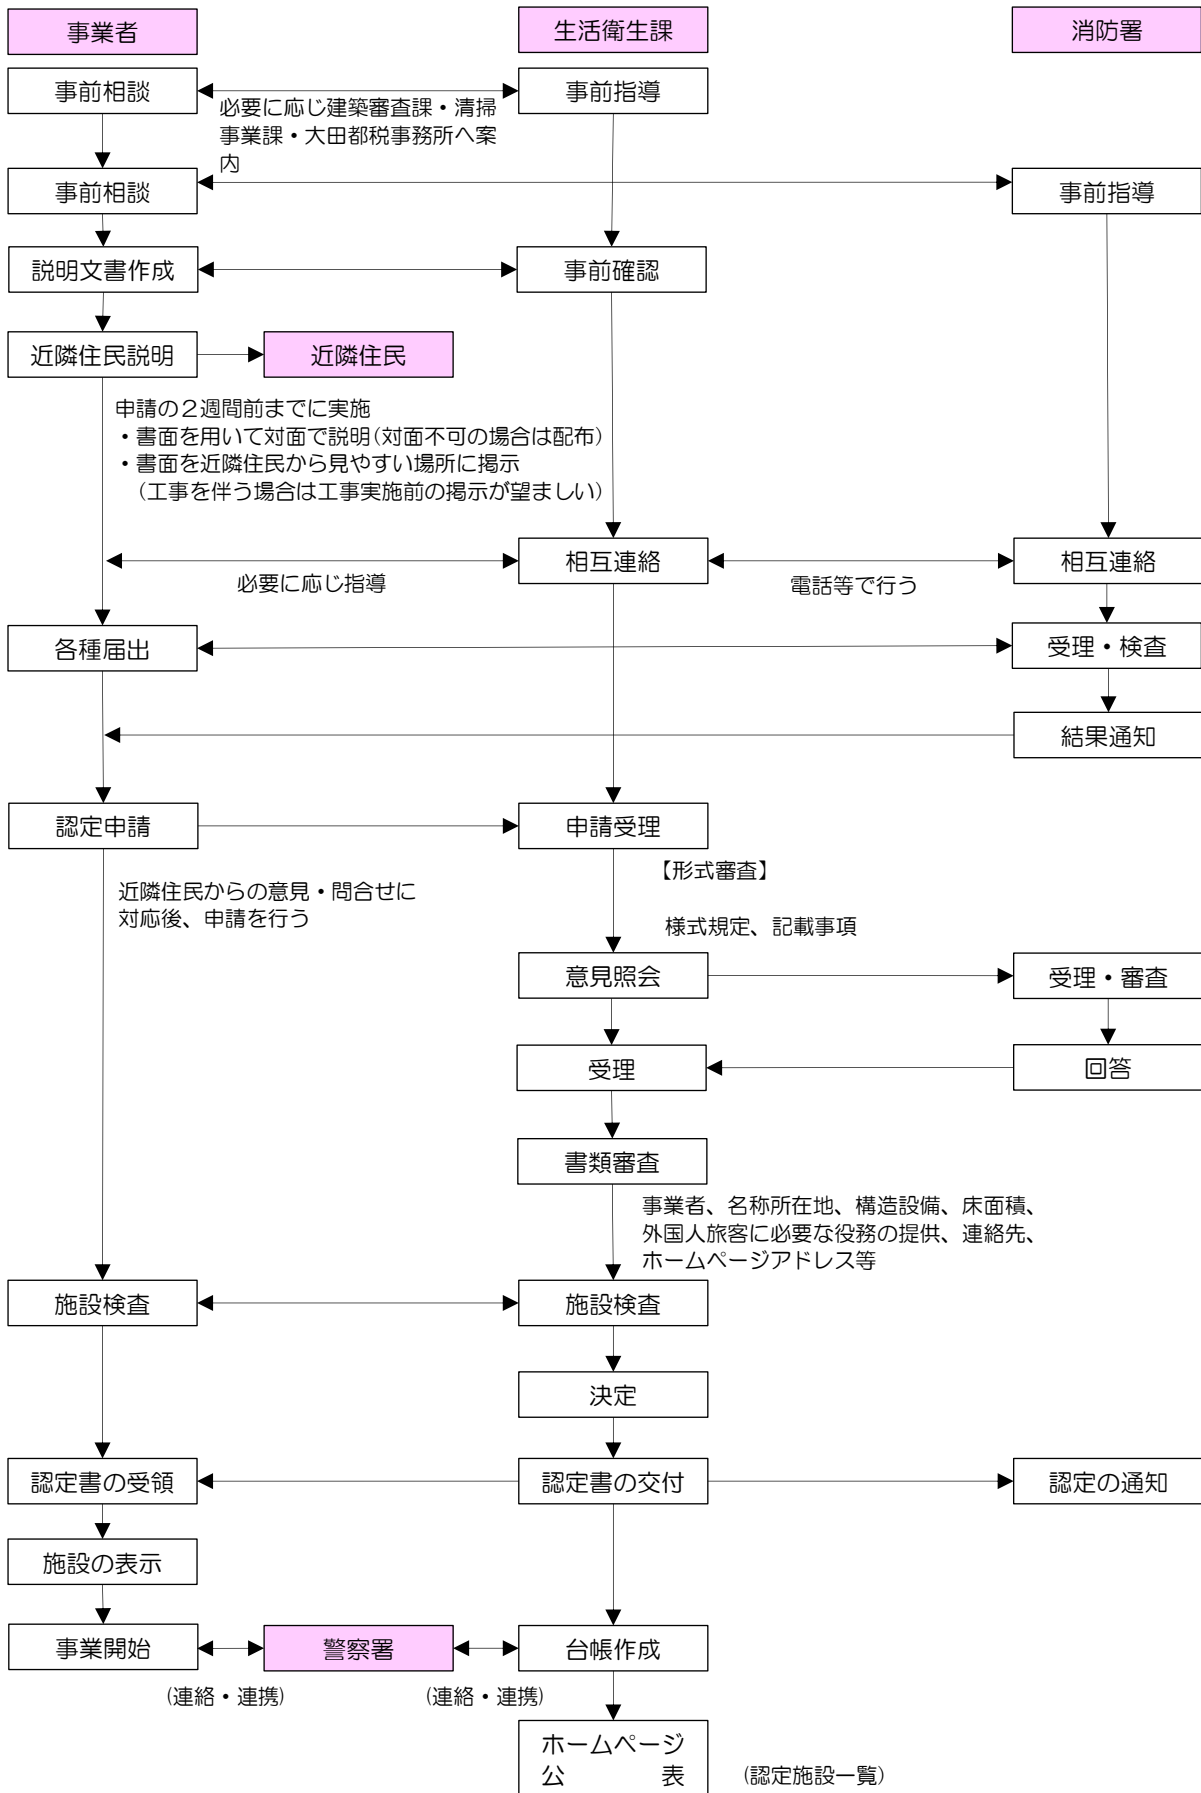 事業者
生活衛生課
消防署
事前相談
事前指導
必要に応じ建築審査課・清掃
事業課・大田都税事務所へ案
内
事前相談
事前指導
説明文書作成
事前確認
近隣住民説明
近隣住民
申請の２週間前までに実施
・書面を用いて対面で説明(対面不可の場合は配布)
・書面を近隣住民から見やすい場所に掲示
(工事を伴う場合は工事実施前の掲示が望ましい)
相互連絡
相互連絡
必要に応じ指導
電話等で行う
各種届出
受理・検査
結果通知
認定申請
申請受理
【形式審査】
近隣住民からの意見・問合せに
対応後、申請を行う
様式規定、記載事項
意見照会
受理・審査
受理
回答
書類審査
事業者、名称所在地、構造設備、床面積、
外国人旅客に必要な役務の提供、連絡先、
ホームページアドレス等
施設検査
施設検査
決定
認定書の受領
認定書の交付
認定の通知
施設の表示
事業開始
警察署
台帳作成
(連絡・連携)
(連絡・連携)
ホームページ
公　　　　表
(認定施設一覧)